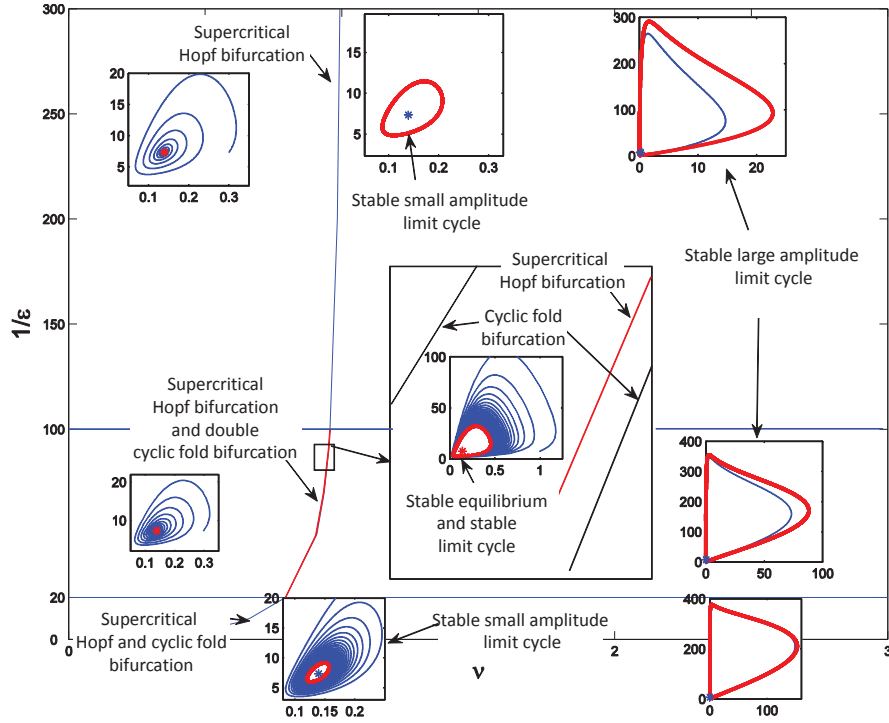 300
250
200
150
100
20
0
1/ε
0
1
2
3
ν
Supercritical
Hopf bifurcation
20
15
10
5
0.1
0.2
0.3
15
10
5
0.1
0.2
0.3
Stable small amplitude
limit cycle
300
200
100
0
0
10
20
Stable large amplitude
limit cycle
Supercritical
Hopf bifurcation
Cyclic fold
bifurcation
100
50
0
0
0.5
1
Stable equilibrium
and stable
limit cycle
Supercritical
Hopf bifurcation
and double
cyclic fold bifurcation
20
10
0.1
0.2
0.3
400
300
200
100
0
0
50
100
Supercritical
Hopf and cyclic fold
bifurcation
20
15
10
5
0.1
0.15
0.2
Stable small amplitude
limit cycle
400
200
0
0
100